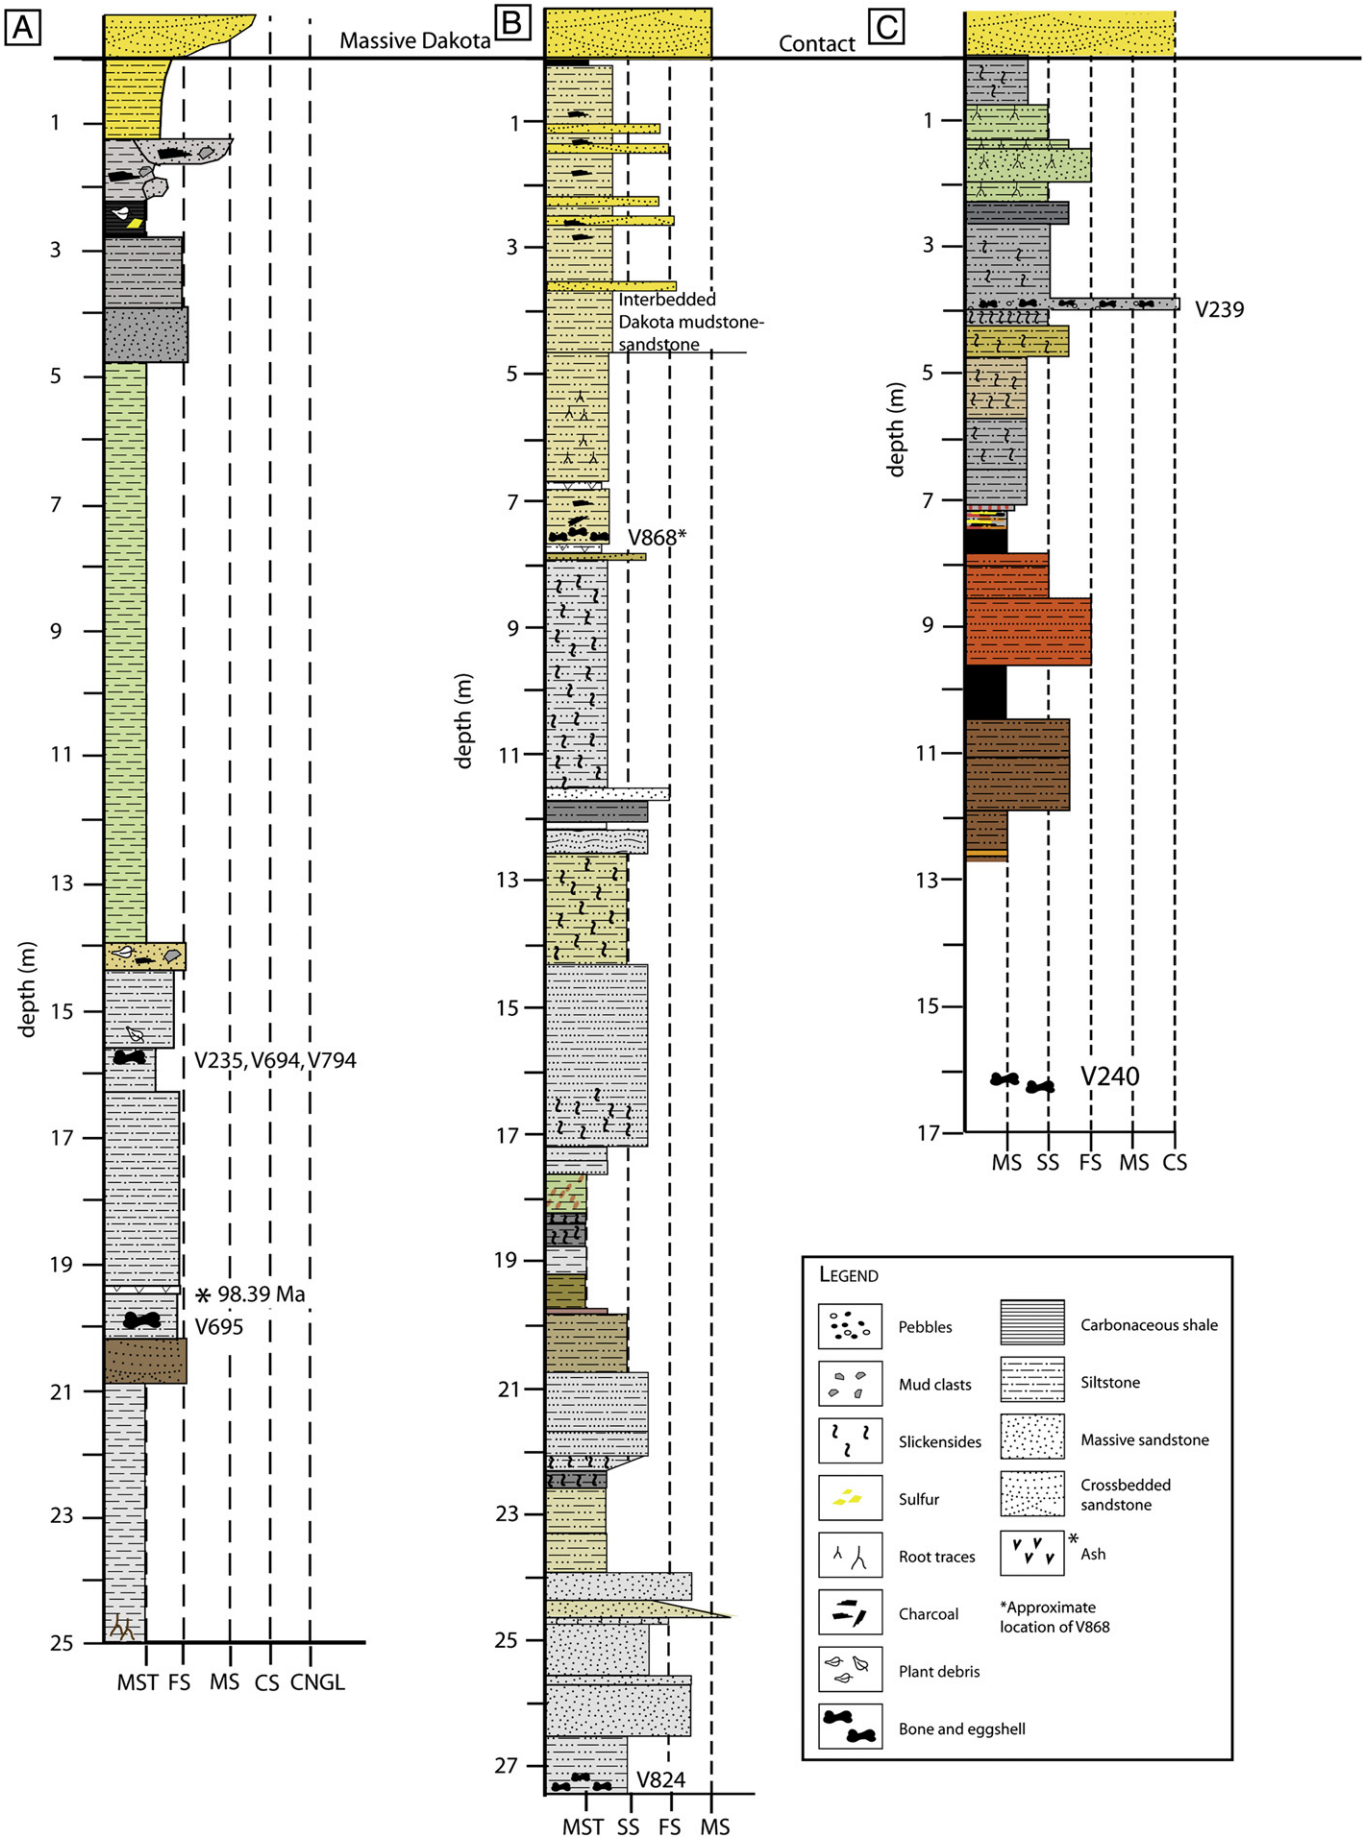 A
Massive Dakota
B
Contact
C
1
3
5
7
9
11
13
15
17
19
21
23
25
depth (m)
V235, V694, V794
* 98.39 Ma
V695
MST FS MS CS CNGL
1
3
5
7
9
11
13
15
17
19
21
23
25
27
depth (m)
Interbedded
Dakota mudstone-
sandstone
V868*
V824
MST SS FS MS
1
3
5
7
9
11
13
15
17
depth (m)
V239
V240
MS SS FS MS CS
LEGEND
Pebbles
Mud clasts
Slickensides
Sulfur
Root traces
Charcoal
Plant debris
Bone and eggshell
Carbonaceous shale
Siltstone
Massive sandstone
Crossbedded
sandstone
* Ash
*Approximate
location of V868